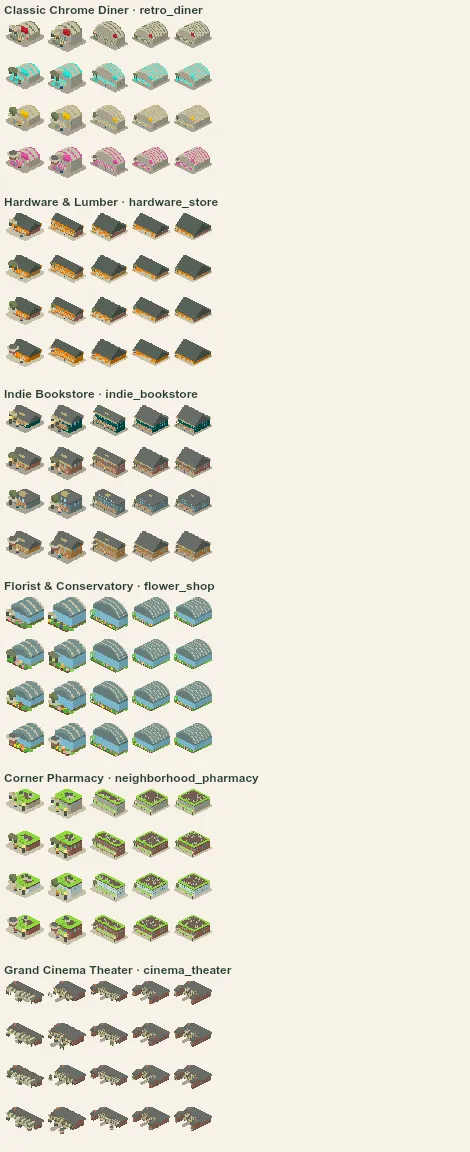 Classic Chrome Diner · retro_diner
Hardware & Lumber · hardware_store
Indie Bookstore · indie_bookstore
Florist & Conservatory · flower_shop
Corner Pharmacy · neighborhood_pharmacy
Grand Cinema Theater · cinema_theater